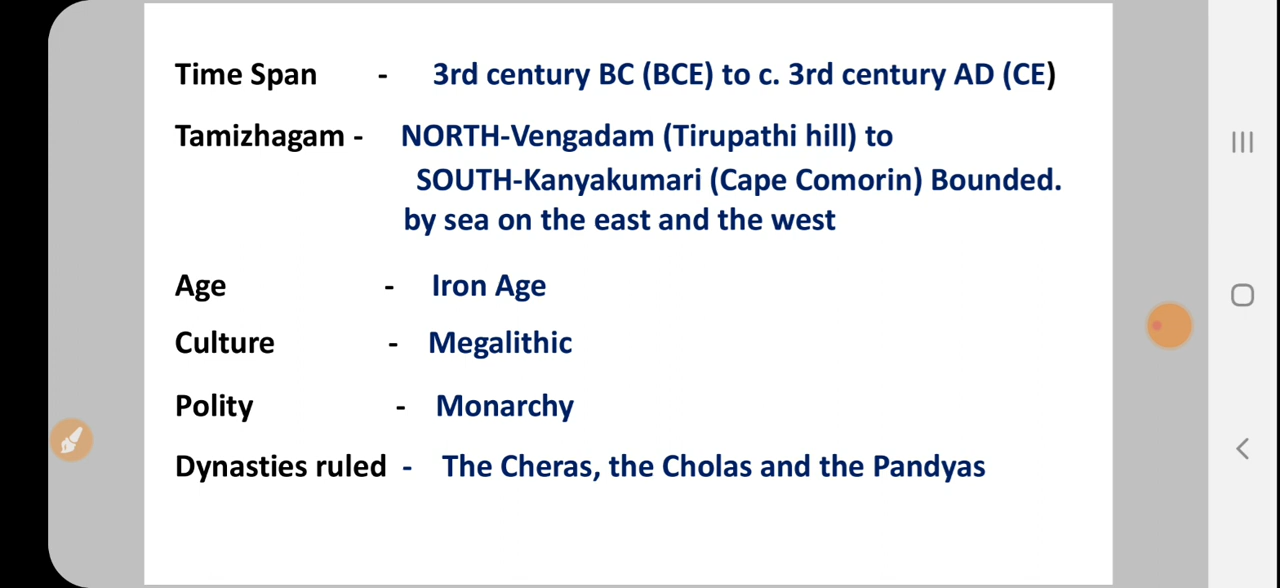 Time Span - 3rd century BC (BCE) to c. 3rd century AD (CE)
Tamizhagam - NORTH-Vengadam (Tirupathi hill) to
SOUTH-Kanyakumari (Cape Comorin) Bounded.
by sea on the east and the west
Age - Iron Age
Culture - Megalithic
Polity - Monarchy
Dynasties ruled - The Cheras, the Cholas and the Pandyas